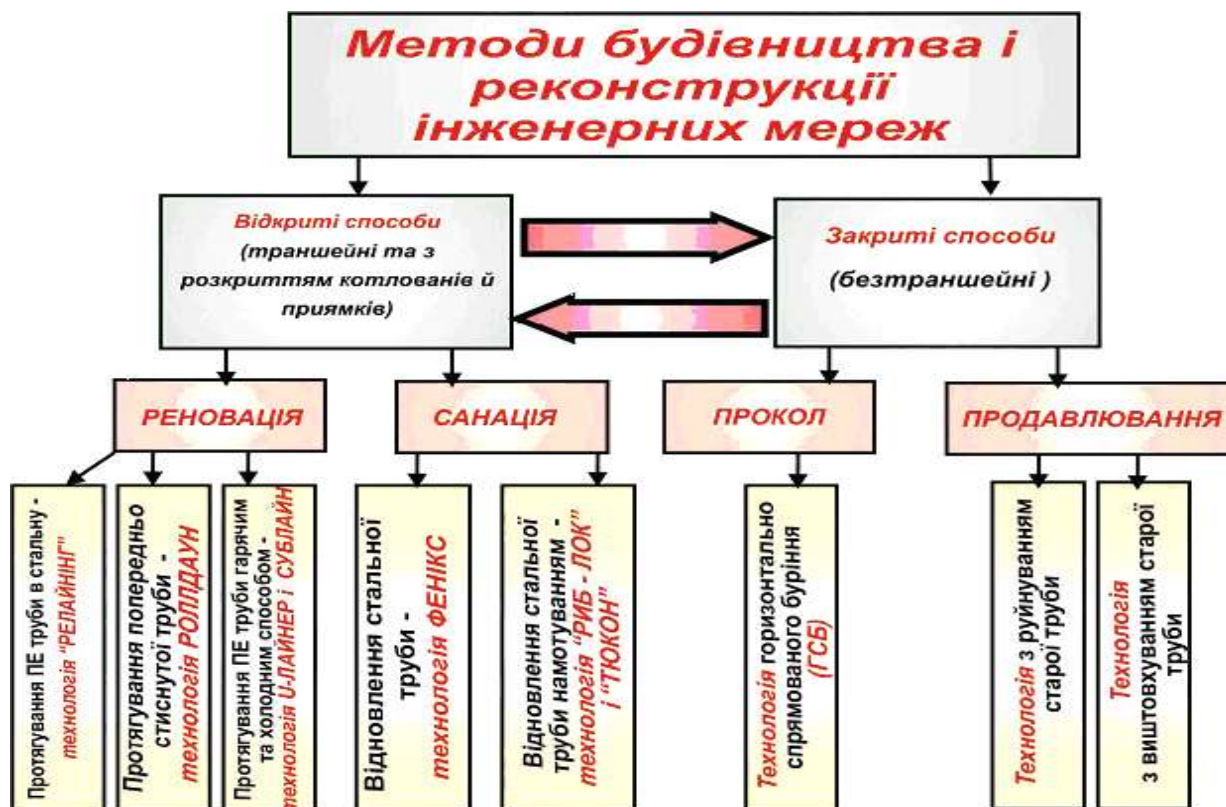 Методи будівництва і
реконструкції
інженерних мереж
Відкриті способи
(траншейні та з
розкриттям котлованів й
приямків)
Закриті способи
(безтраншейні )
РЕНОВАЦІЯ
САНАЦІЯ
ПРОКОЛ
ПРОДАВЛЮВАННЯ
Протягування ПЕ труби в стальну -
технологія “РЕЛАЙНІНГ”
Протягування попередньо
стиснутої труби -
технологія РОЛЛДАУН
Протягування ПЕ труби гарячим
та холодним способом -
технологія U-ЛАЙНЕР і СУБЛАЙН
Відновлення стальної
труби -
технологія ФЕНІКС
Відновлення стальної
труби намотуванням -
технологія “РИБ - ЛОК”
і “ТЮКОН”
Технологія горизонтально
спрямованого буріння
(ГСБ)
Технологія з руйнуванням
старої труби
Технологія
з виштовхуванням старої
труби